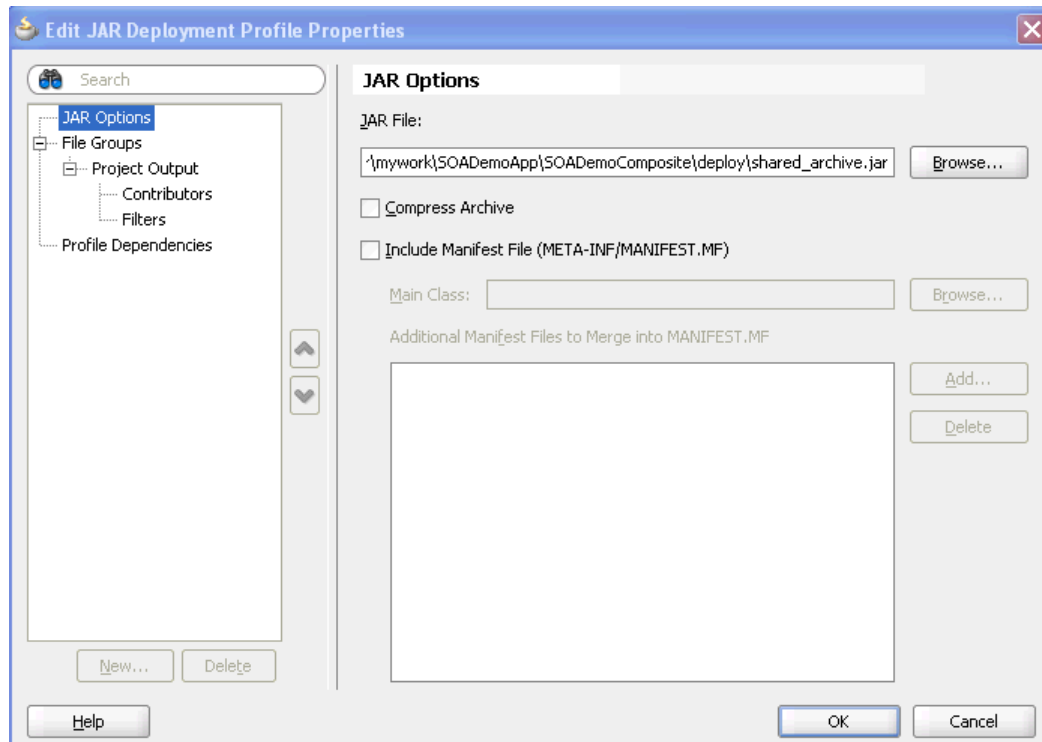 Edit JAR Deployment Profile Properties
Search
JAR Options
File Groups
Project Output
Contributors
Filters
Profile Dependencies
New...
Delete
JAR Options
JAR File:
\mywork\SOADemoApp\SOADemoComposite\deploy\shared_archive.jar
Browse...
Compress Archive
Include Manifest File (META-INF/MANIFEST.MF)
Main Class:
Browse...
Additional Manifest Files to Merge into MANIFEST.MF
Add...
Delete
Help
OK
Cancel